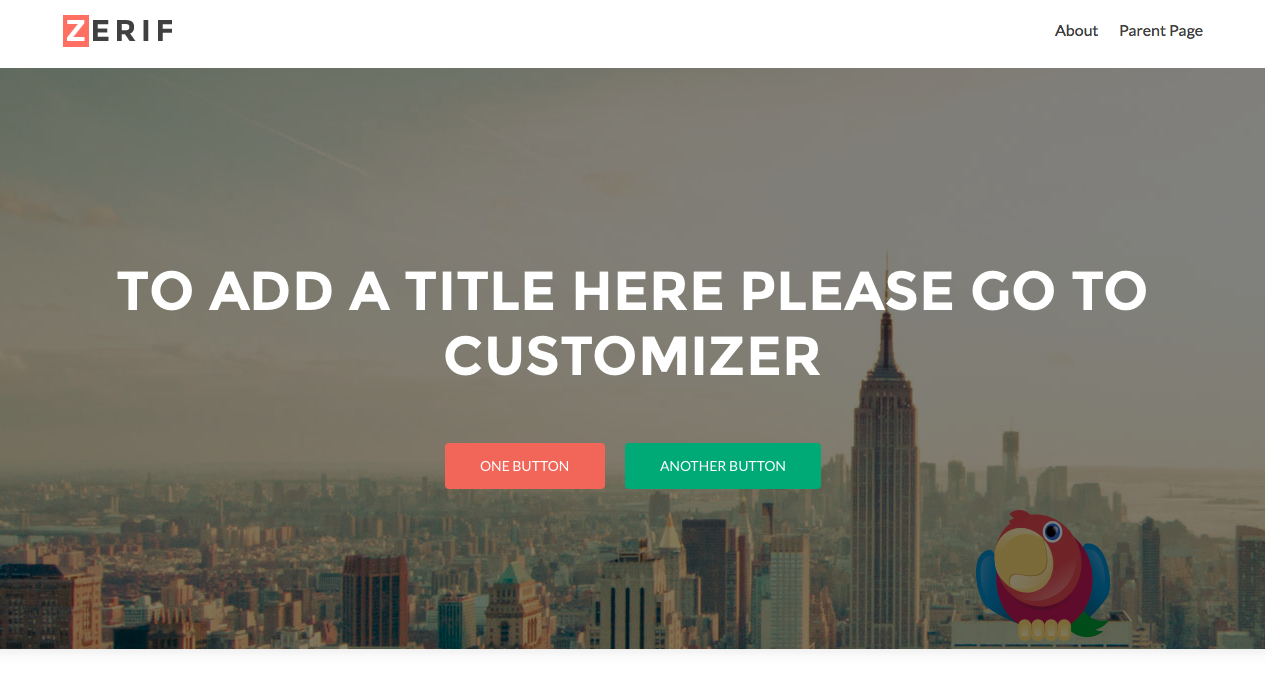 ZERIF
About Parent Page
TO ADD A TITLE HERE PLEASE GO TO
CUSTOMIZER
ONE BUTTON ANOTHER BUTTON